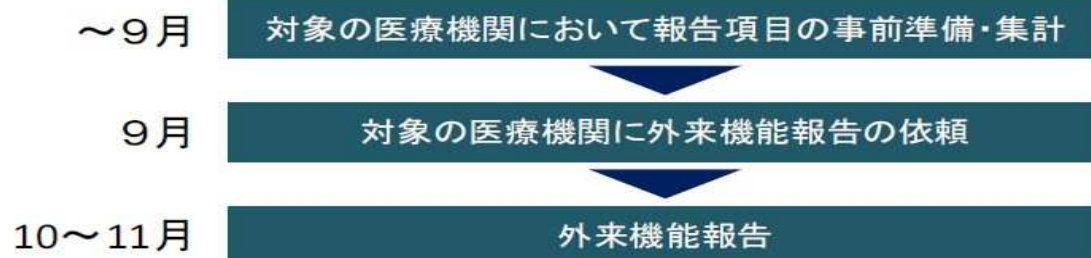 ～９月 対象の医療機関において報告項目の事前準備・集計
９月 対象の医療機関に外来機能報告の依頼
10～11月 外来機能報告